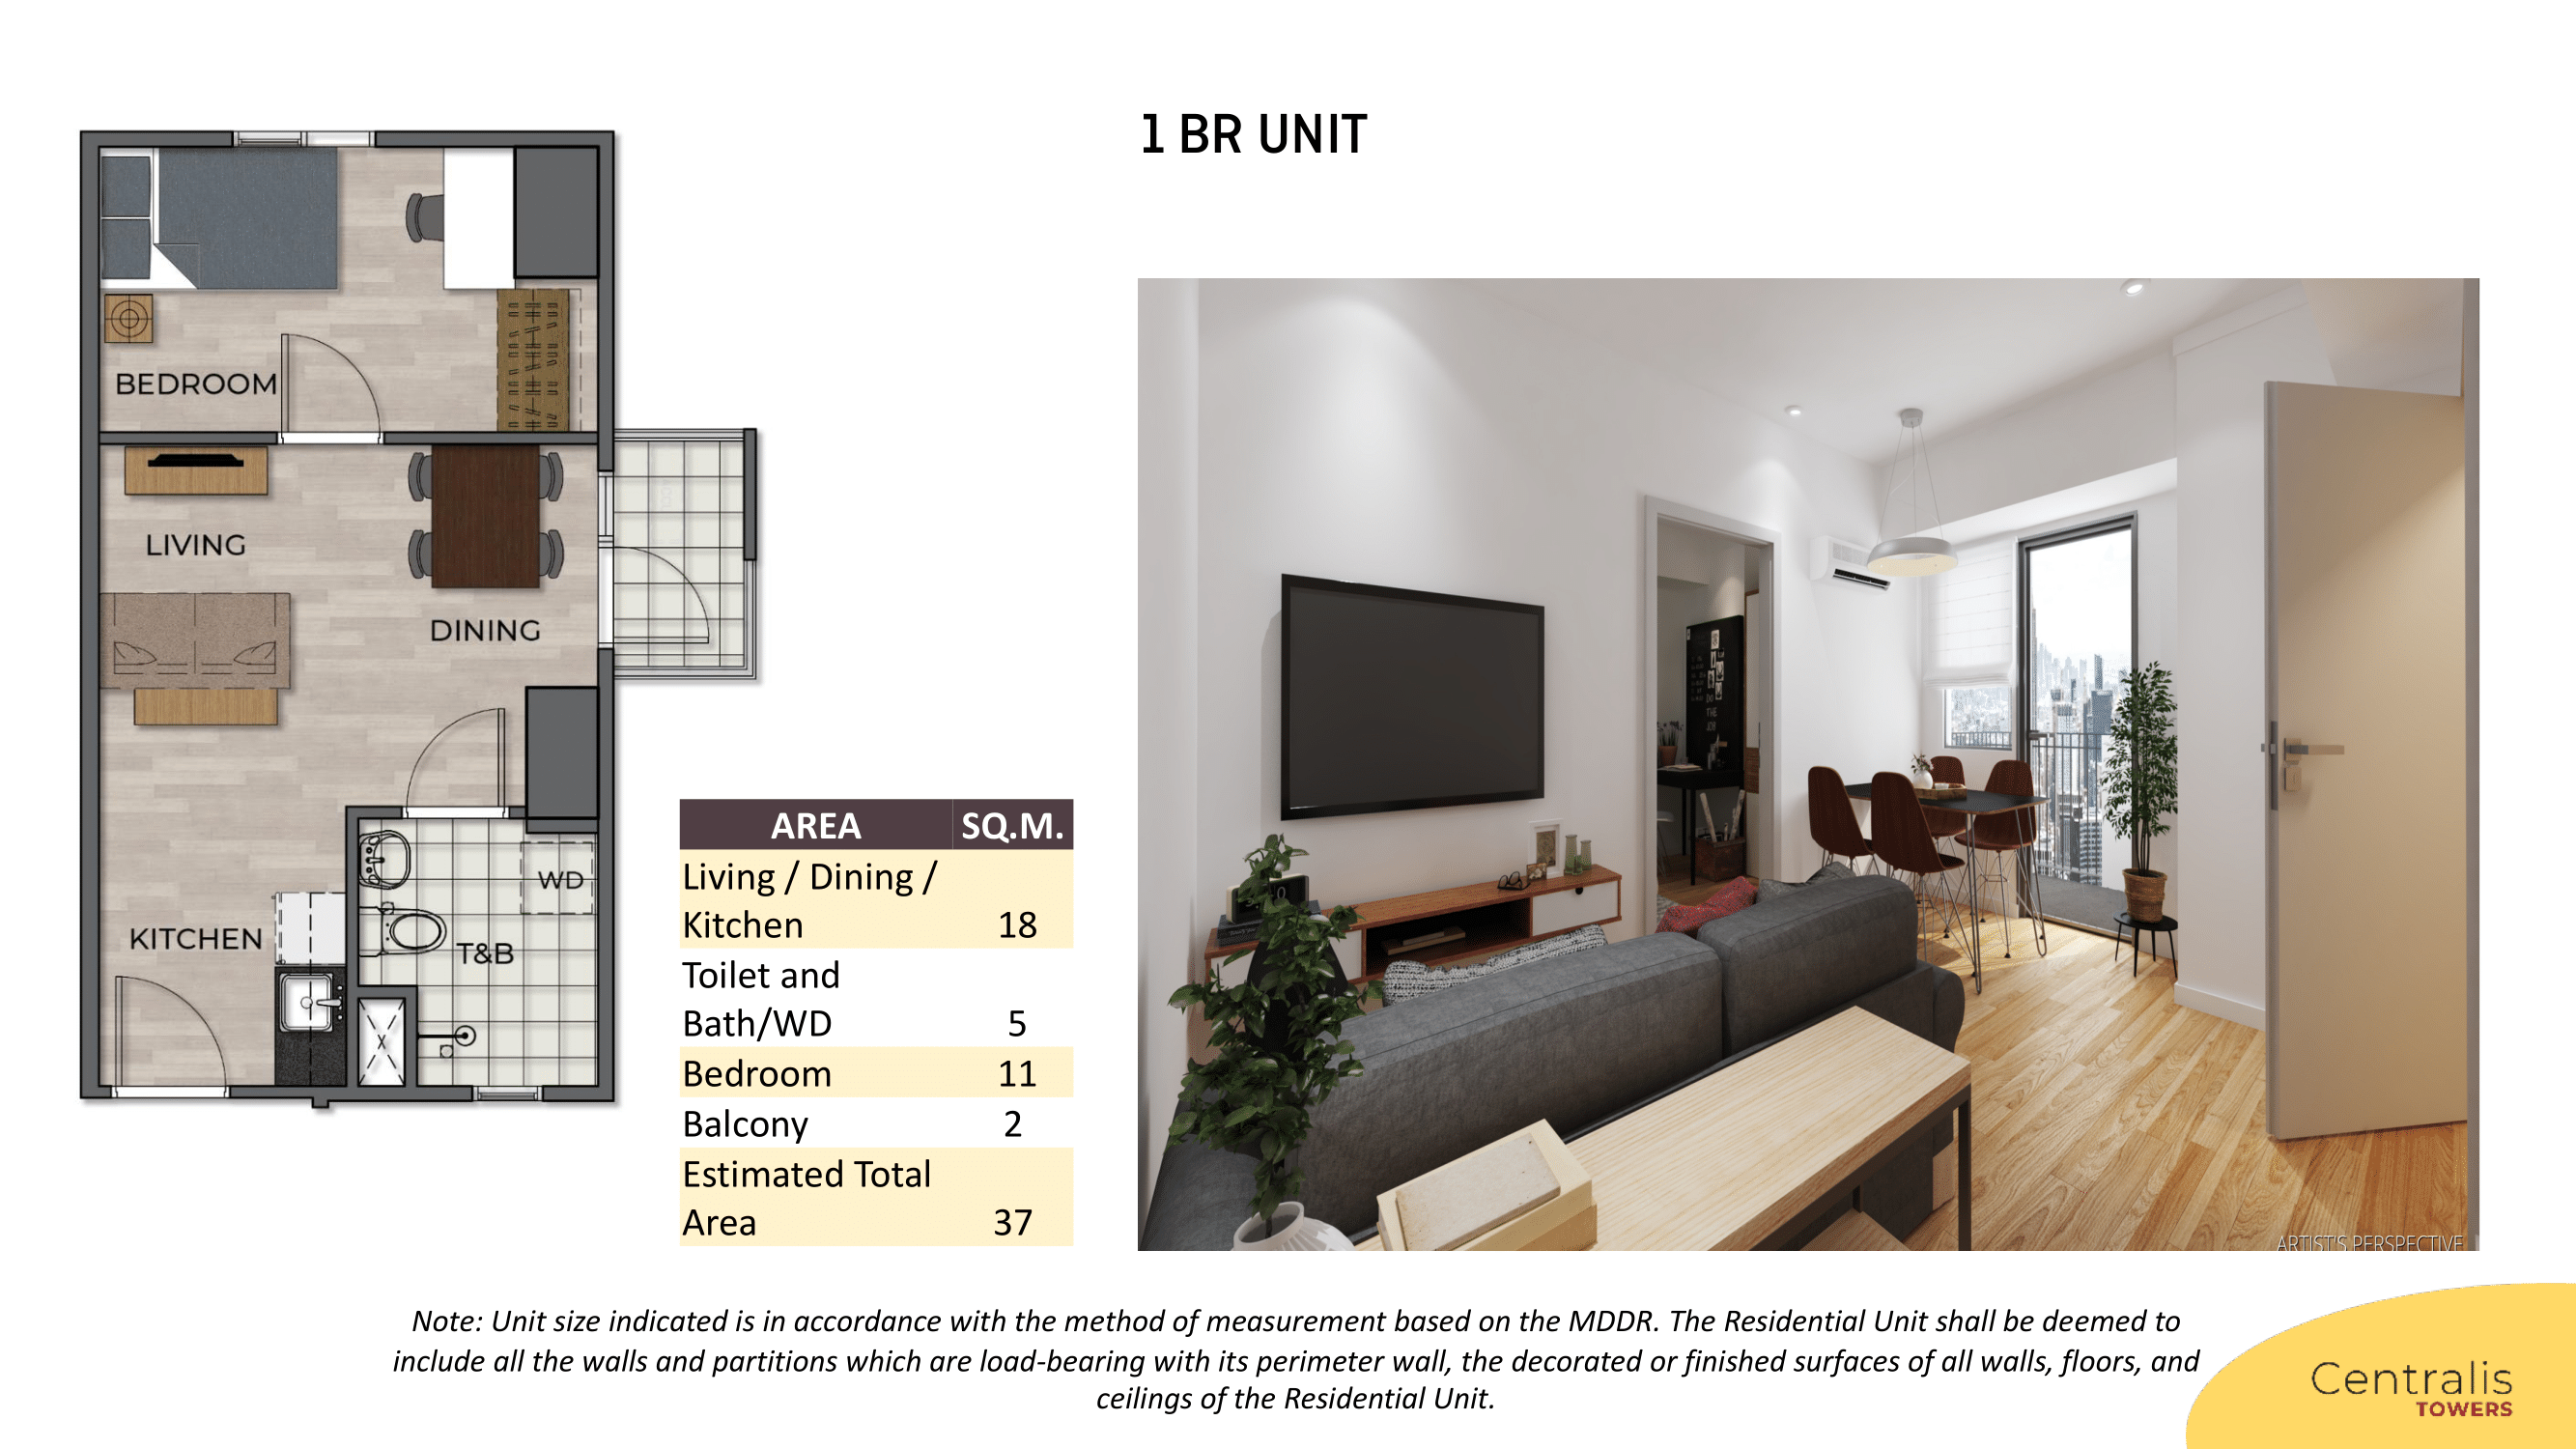 1 BR UNIT
BEDROOM
LIVING
DINING
KITCHEN
WD
T&B
AREA SQ.M.
Living / Dining /
Kitchen 18
Toilet and
Bath/WD 5
Bedroom 11
Balcony 2
Estimated Total
Area 37
ARTIST'S PERSPECTIVE
Note: Unit size indicated is in accordance with the method of measurement based on the MDDR. The Residential Unit shall be deemed to
include all the walls and partitions which are load-bearing with its perimeter wall, the decorated or finished surfaces of all walls, floors, and
ceilings of the Residential Unit.
Centralis
TOWERS